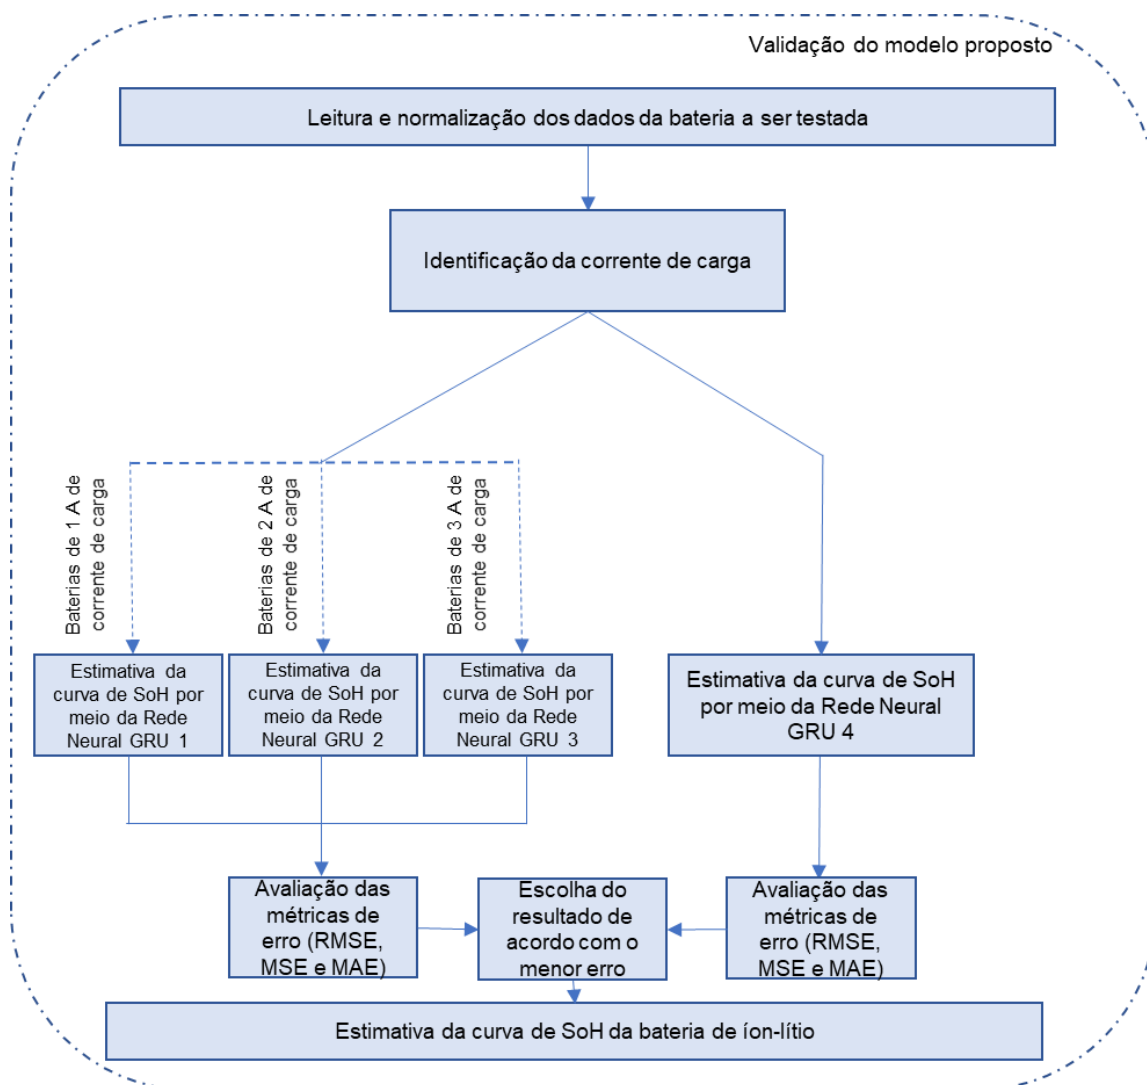 Validação do modelo proposto
Leitura e normalização dos dados da bateria a ser testada
Identificação da corrente de carga
Baterias de 1 A de
corrente de carga
Baterias de 2 A de
corrente de carga
Baterias de 3 A de
corrente de carga
Estimativa da
curva de SoH por
meio da Rede
Neural GRU 1
Estimativa da
curva de SoH por
meio da Rede
Neural GRU 2
Estimativa da
curva de SoH por
meio da Rede
Neural GRU 3
Estimativa da curva de SoH
por meio da Rede Neural
GRU 4
Avaliação das
métricas de
erro (RMSE,
MSE e MAE)
Escolha do
resultado de
acordo com o
menor erro
Avaliação das
métricas de
erro (RMSE,
MSE e MAE)
Estimativa da curva de SoH da bateria de íon-lítio